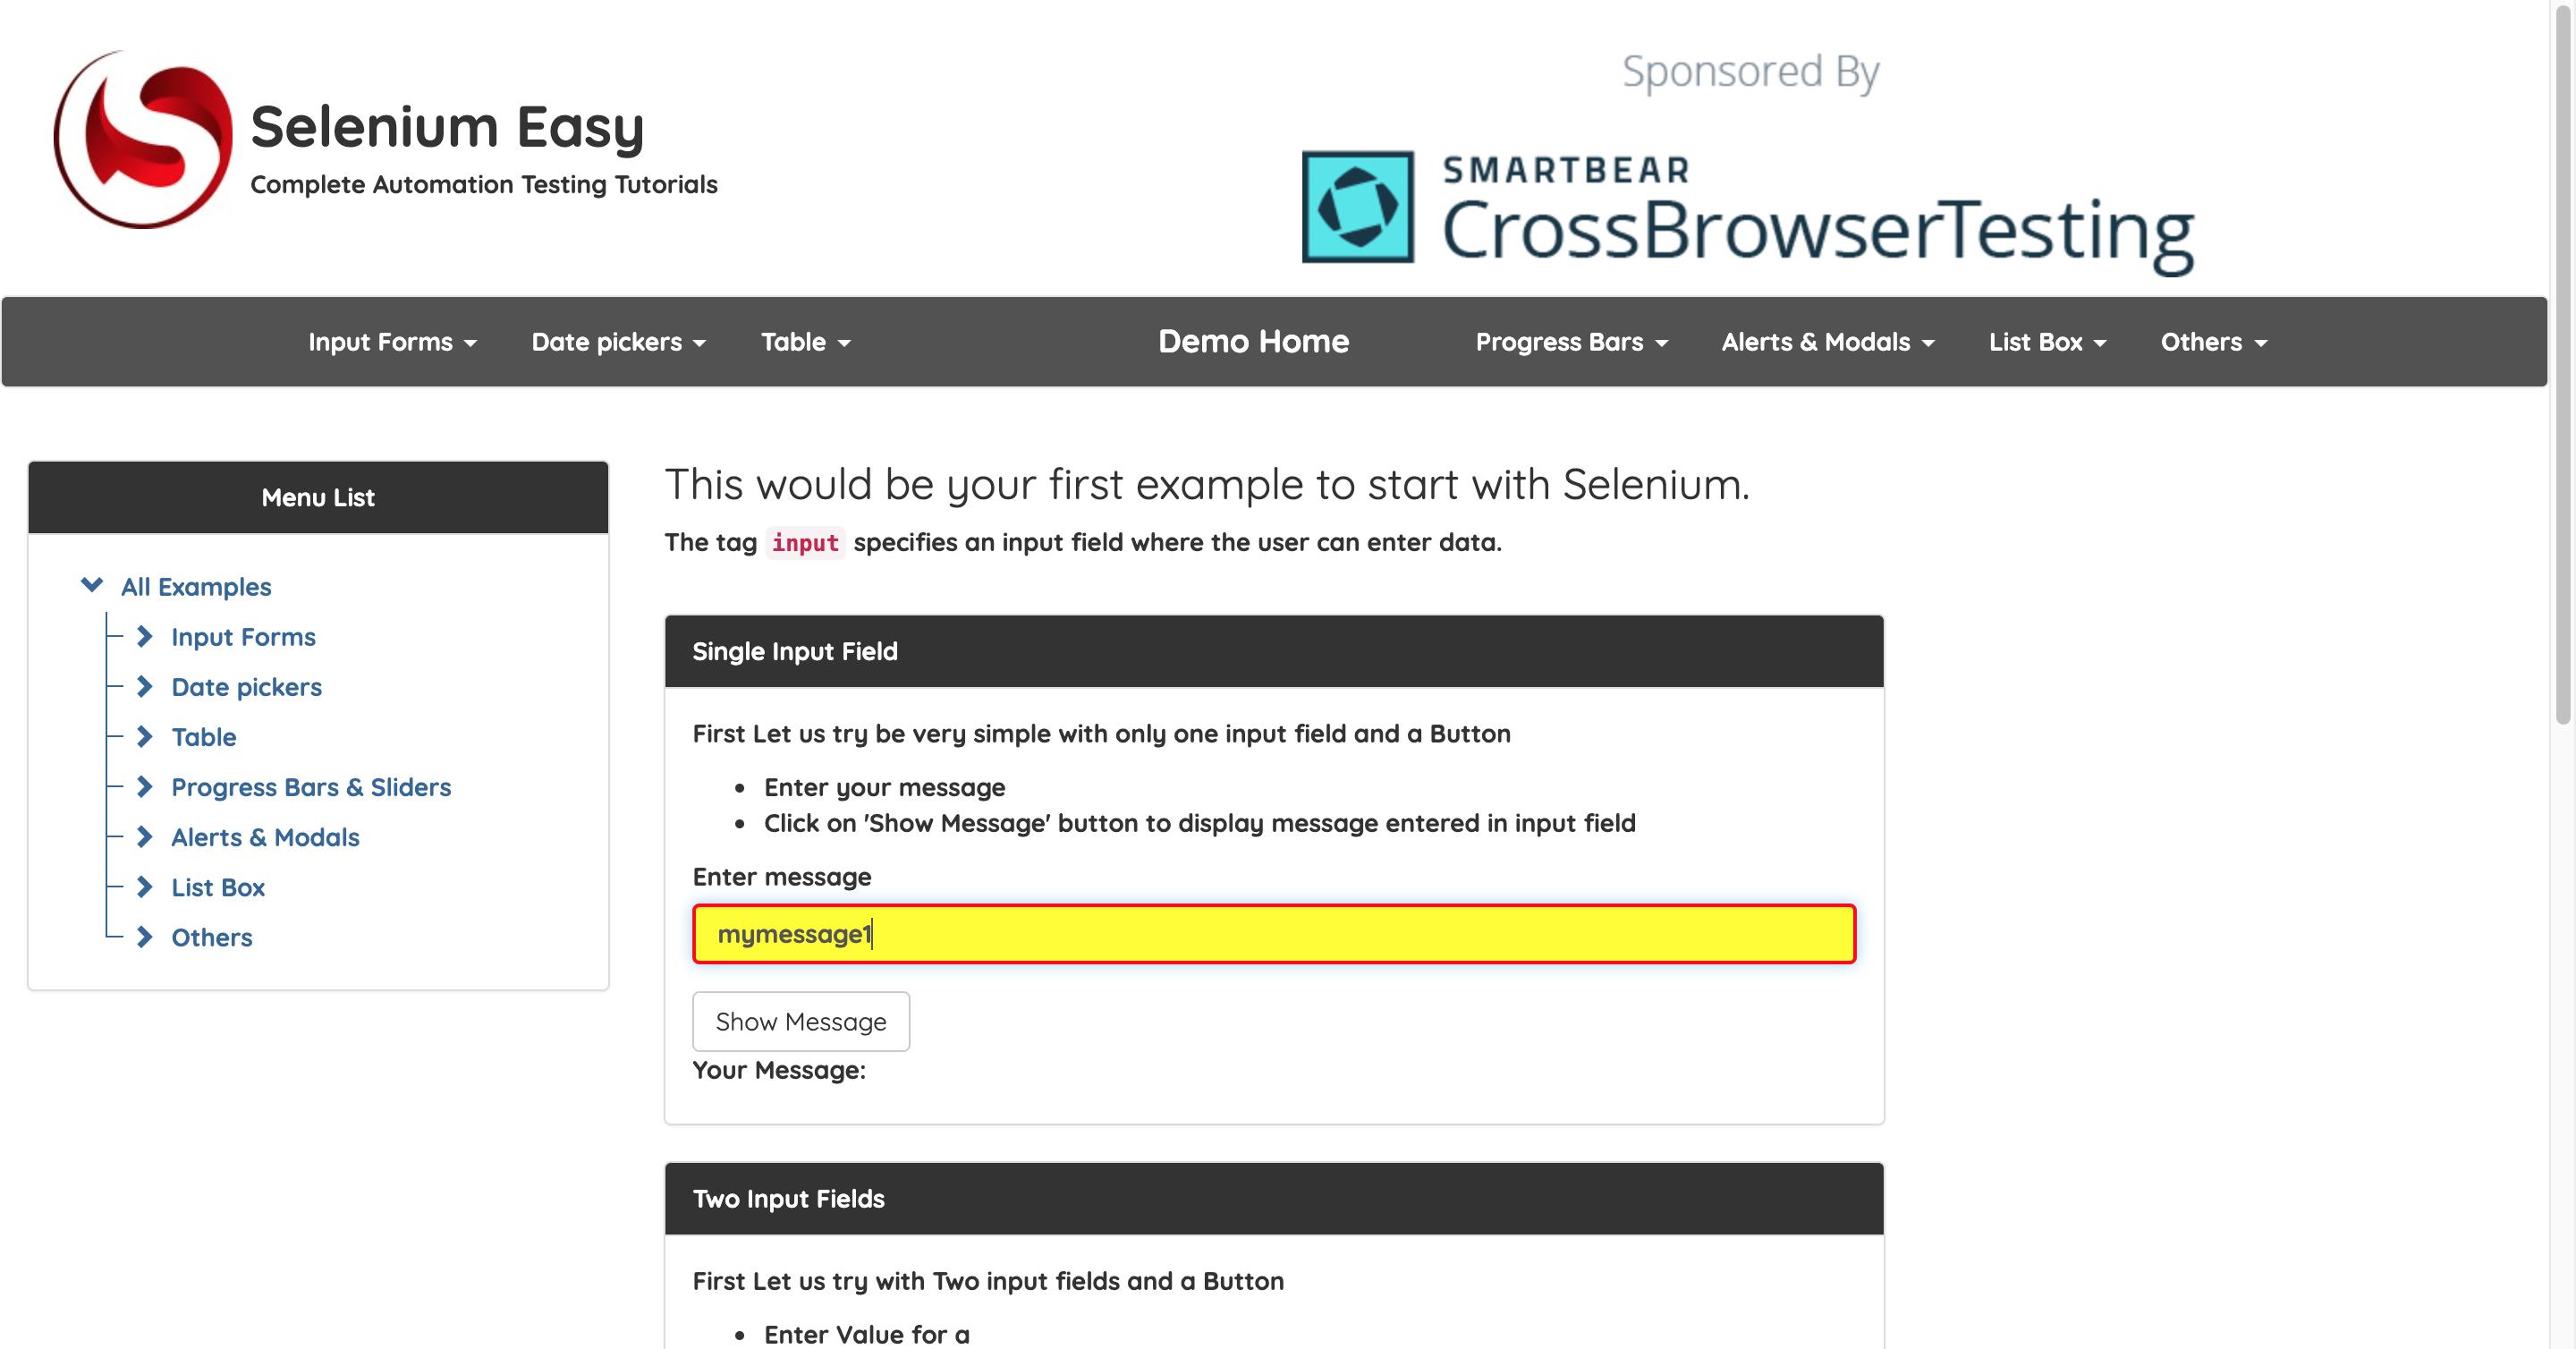 Selenium Easy
Complete Automation Testing Tutorials
Sponsored By
SMARTBEAR
CrossBrowserTesting
Input Forms Date pickers Table Demo Home Progress Bars Alerts & Modals List Box Others
Menu List
All Examples
Input Forms
Date pickers
Table
Progress Bars & Sliders
Alerts & Modals
List Box
Others
This would be your first example to start with Selenium.
The tag input specifies an input field where the user can enter data.
Single Input Field
First Let us try be very simple with only one input field and a Button
• Enter your message
• Click on 'Show Message' button to display message entered in input field
Enter message
mymessage1
Show Message
Your Message:
Two Input Fields
First Let us try with Two input fields and a Button
• Enter Value for a